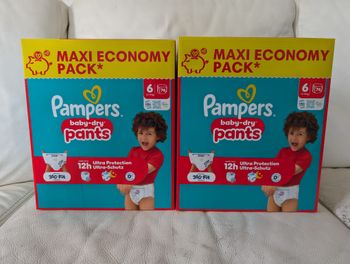 MAXI ECONOMY
PACK*
6
Pampers
baby-dry
pants
360° Fit
12h
Ultra Protection
Ultra-Schutz
MAXI ECONOMY
PACK*
6
Pampers
baby-dry
pants
360° Fit
12h
Ultra Protection
Ultra-Schutz